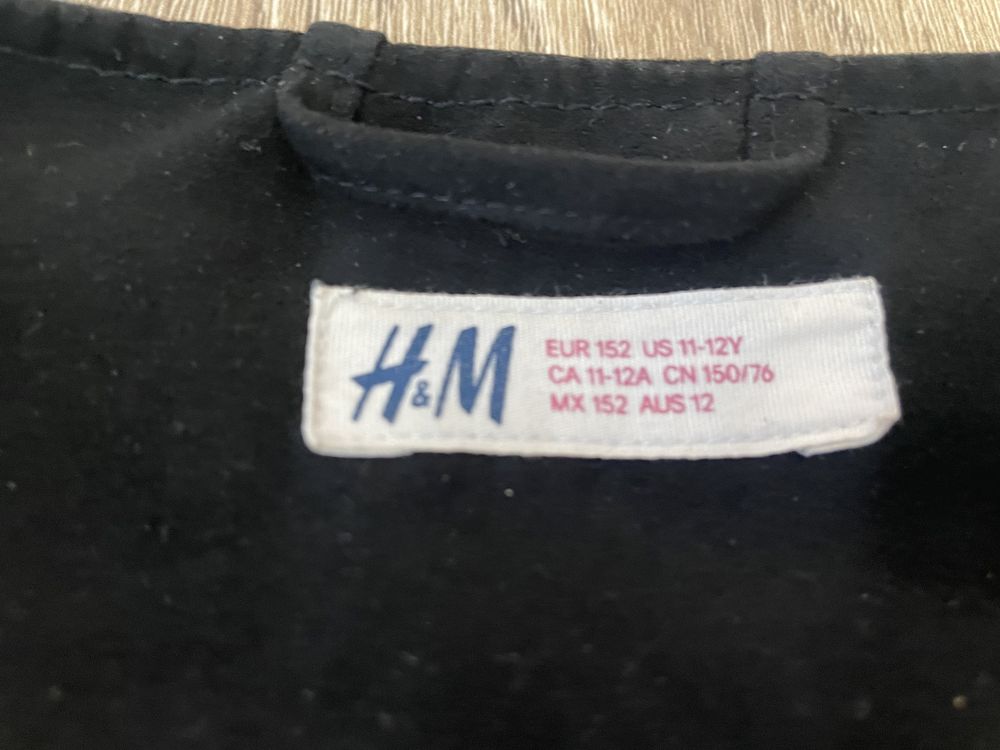 H&M
EUR 152 US 11-12Y
CA 11-12A CN 150/76
MX 152 AUS 12